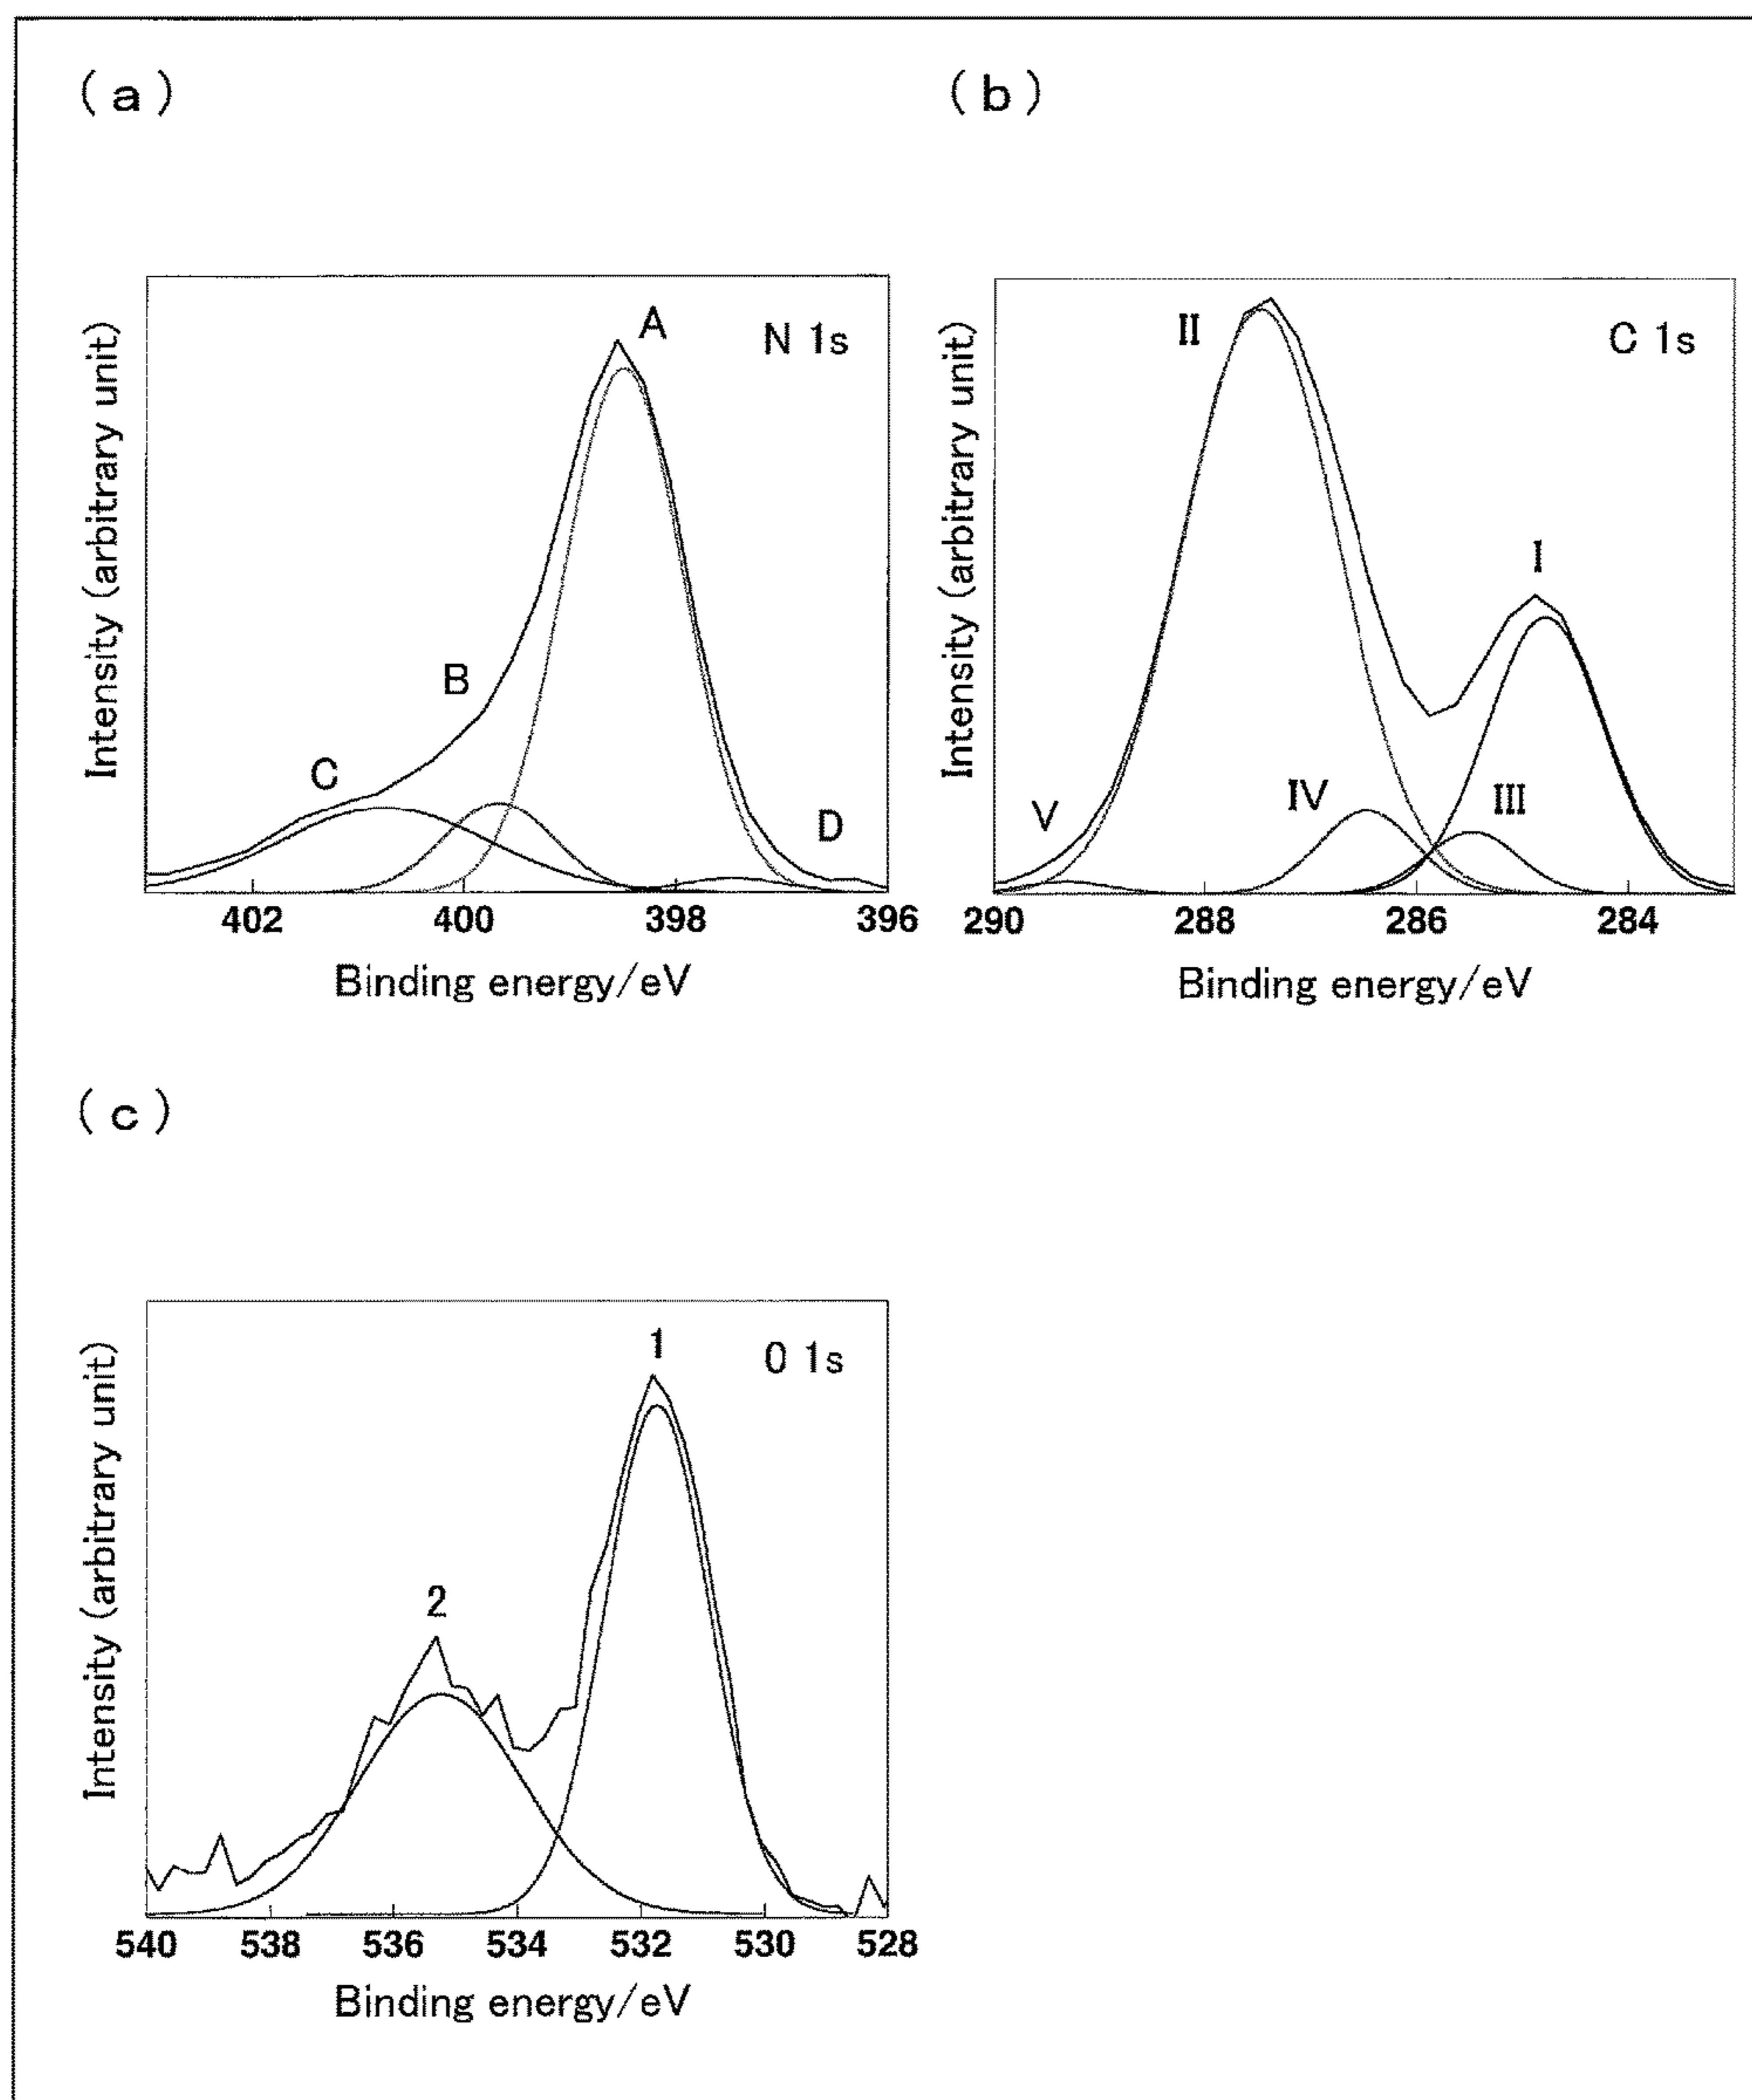 (a)
N 1s
A
B
C
D
Intensity (arbitrary unit)
402 400 398 396
Binding energy/eV
(b)
C 1s
II
I
V
IV
III
Intensity (arbitrary unit)
290 288 286 284
Binding energy/eV
(c)
O 1s
1
2
Intensity (arbitrary unit)
540 538 536 534 532 530 528
Binding energy/eV